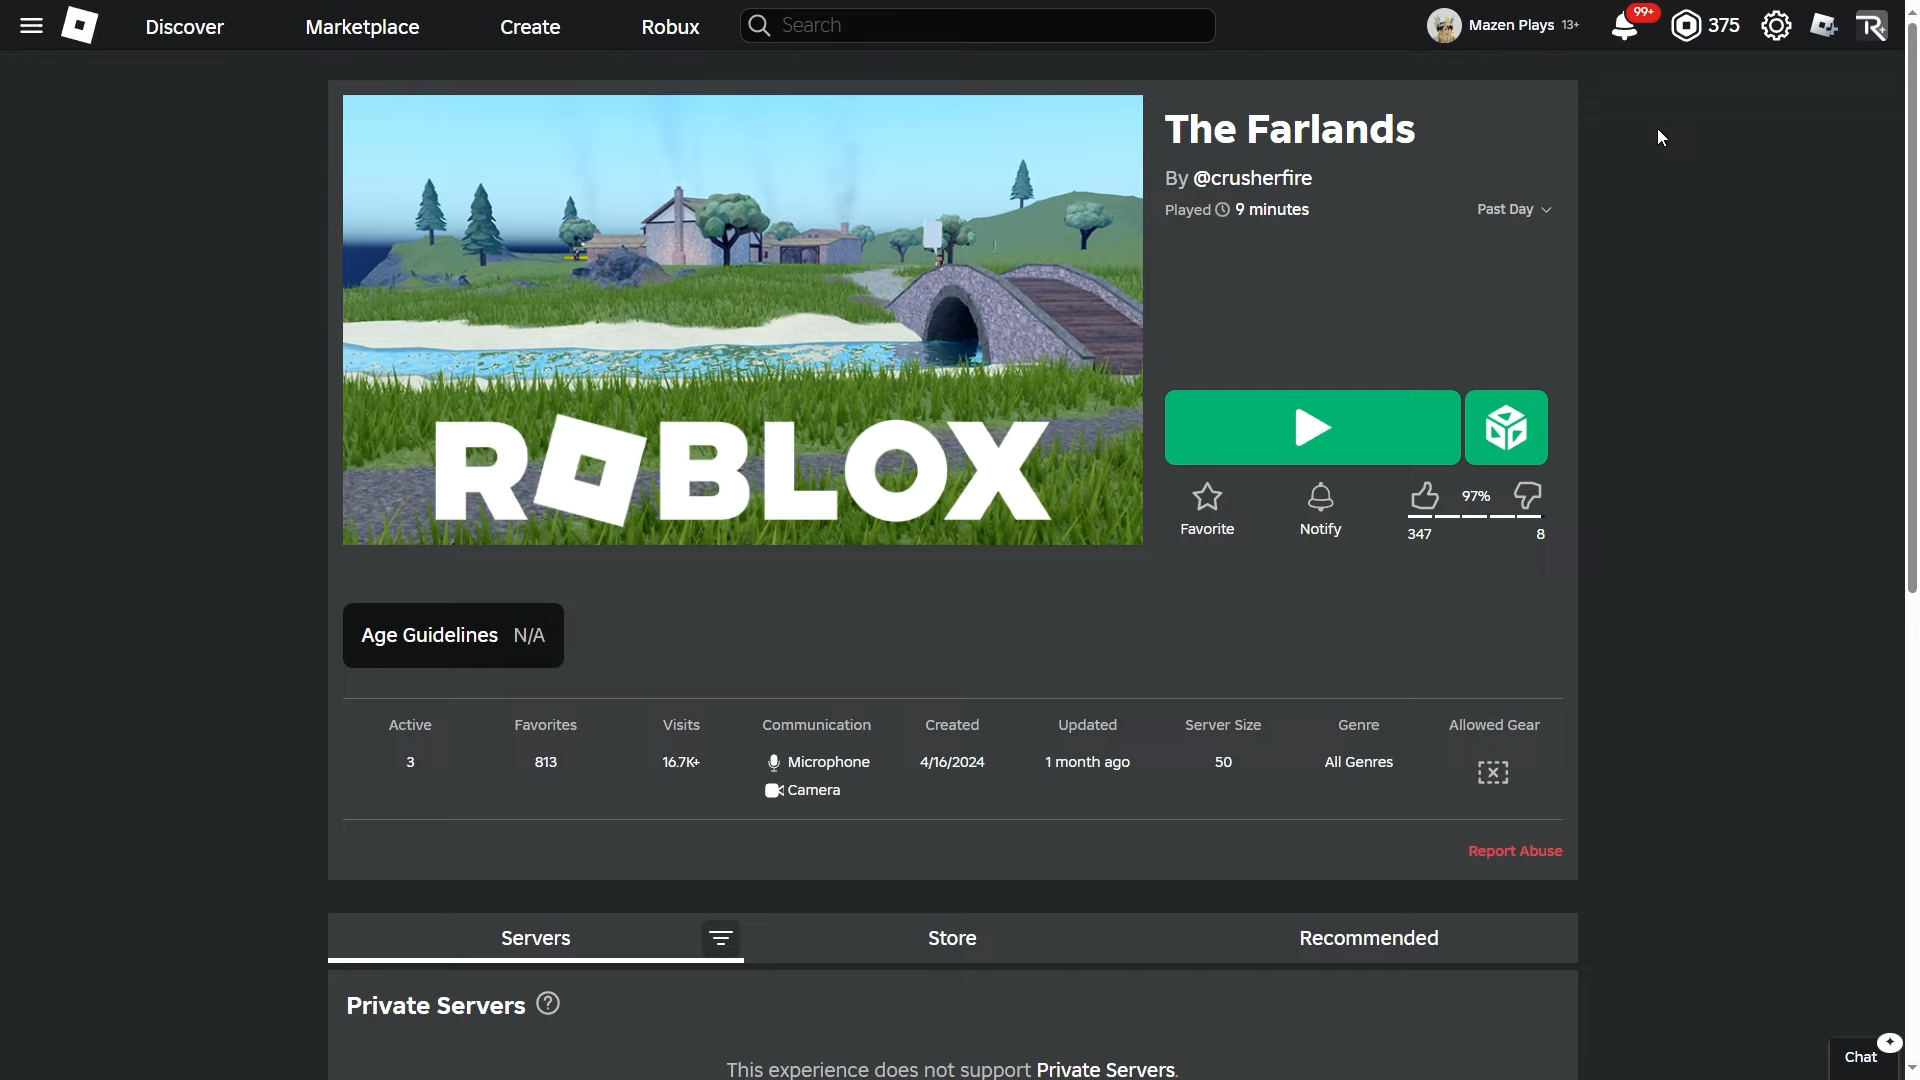 Discover
Marketplace
Create
Robux
Search
Mazen Plays 13+
99+
375
The Farlands
By @crusherfire
Played 9 minutes
Past Day
ROBLOX
Favorite
Notify
97%
347
8
Age Guidelines N/A
Active
Favorites
Visits
Communication
Created
Updated
Server Size
Genre
Allowed Gear
3
813
16.7K+
Microphone
4/16/2024
1 month ago
50
All Genres
Camera
Report Abuse
Servers
Store
Recommended
Private Servers
This experience does not support Private Servers.
Chat